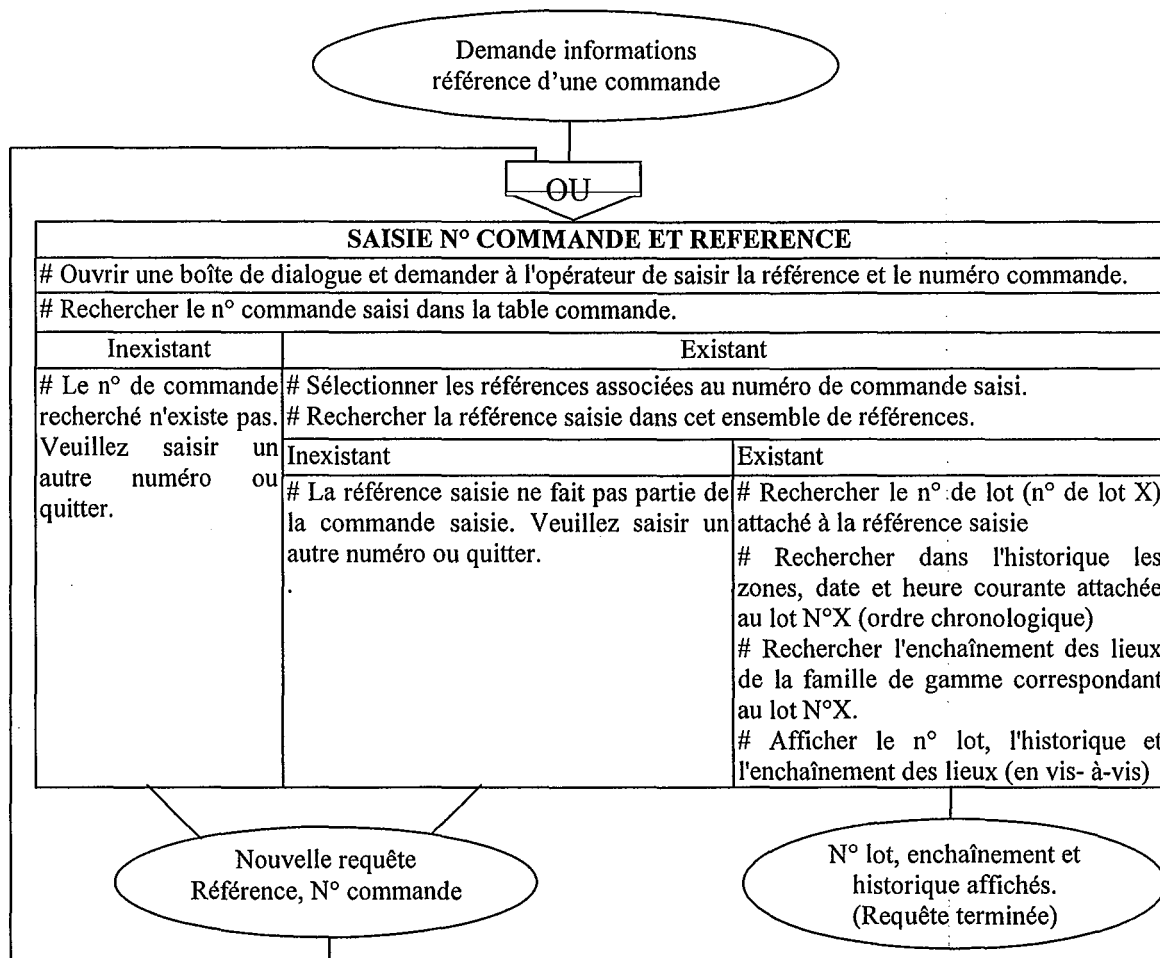 Demande informations
référence d'une commande
OU
SAISIE N° COMMANDE ET REFERENCE
# Ouvrir une boîte de dialogue et demander à l'opérateur de saisir la référence et le numéro commande.
# Rechercher le n° commande saisi dans la table commande.
Inexistant
Existant
# Le n° de commande
recherché n'existe pas.
Veuillez saisir un
autre numéro ou
quitter.
# Sélectionner les références associées au numéro de commande saisi.
# Rechercher la référence saisie dans cet ensemble de références.
Inexistant
Existant
# La référence saisie ne fait pas partie de
la commande saisie. Veuillez saisir un
autre numéro ou quitter.
.
# Rechercher le n° de lot (n° de lot X)
attaché à la référence saisie
# Rechercher dans l'historique les
zones, date et heure courante attachée
au lot N°X (ordre chronologique)
# Rechercher l'enchaînement des lieux
de la famille de gamme correspondant
au lot N°X.
# Afficher le n° lot, l'historique et
l'enchaînement des lieux (en vis- à-vis)
Nouvelle requête
Référence, N° commande
N° lot, enchaînement et
historique affichés.
(Requête terminée)